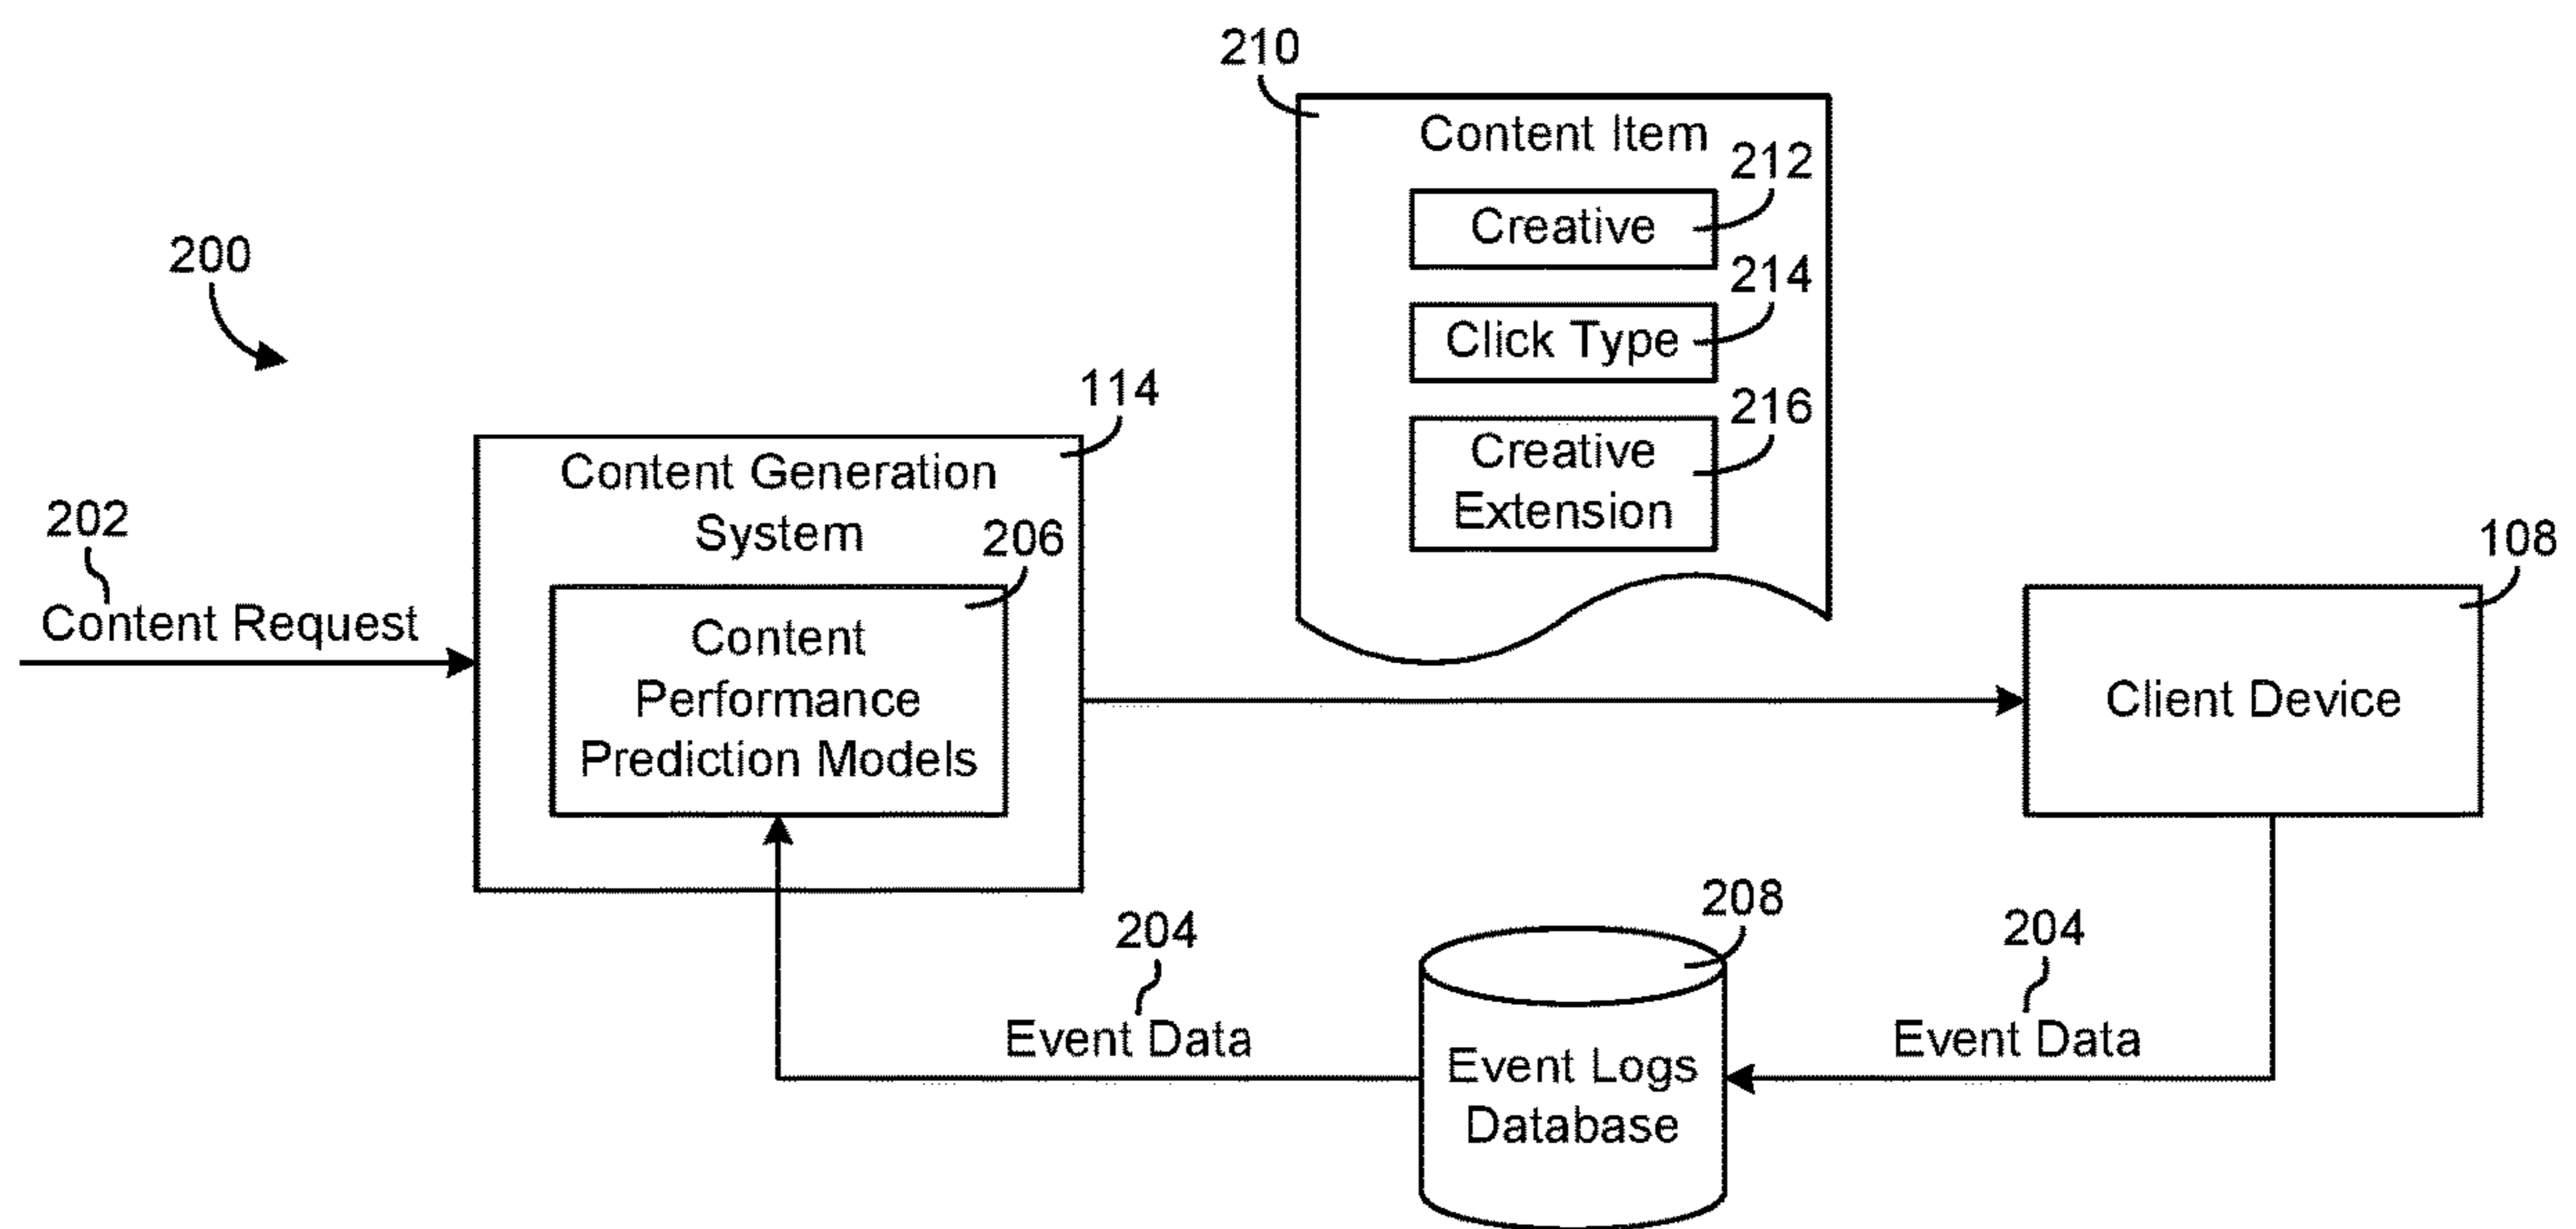 210
Content Item
212
Creative
214
Click Type
216
Creative
Extension
200
114
Content Generation
System
206
Content
Performance
Prediction Models
202
Content Request
108
Client Device
204
Event Data
208
Event Logs
Database
204
Event Data